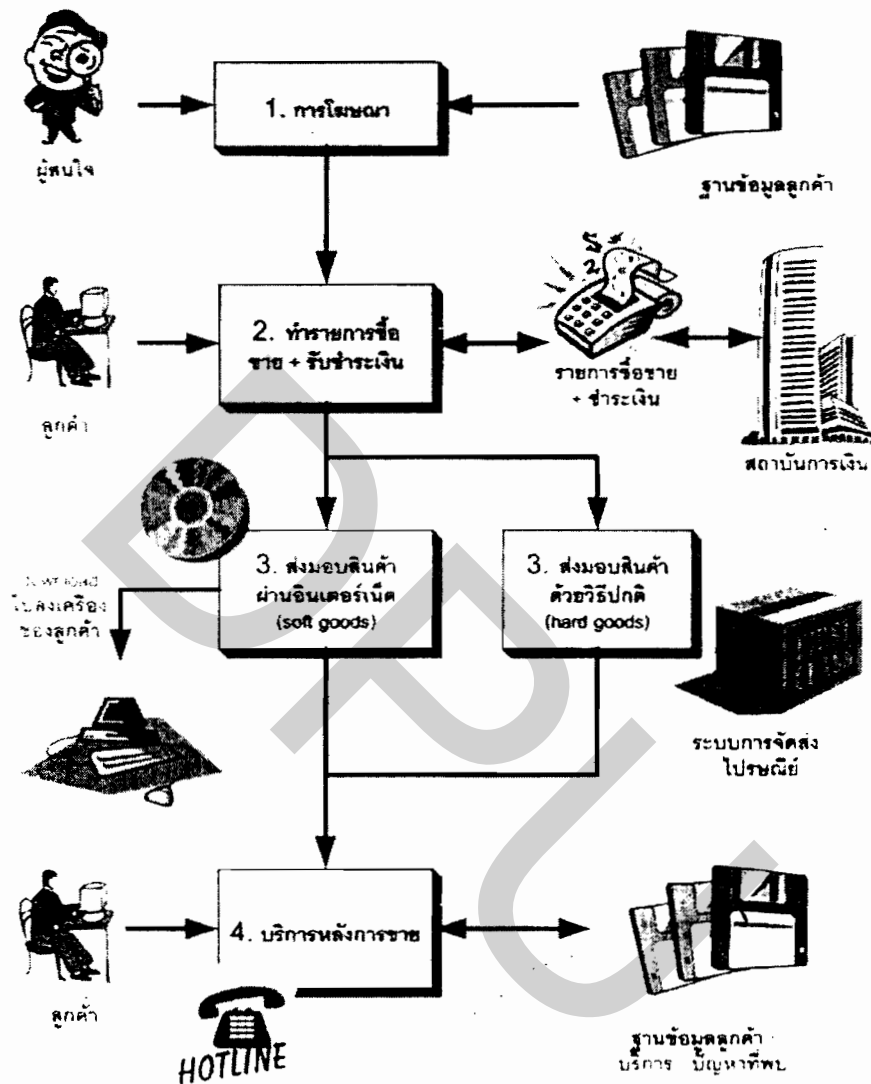 1. การโฆษณา
ผู้สนใจ
ฐานข้อมูลลูกค้า
2. ทำรายการซื้อ
ขาย + รับชำระเงิน
รายการซื้อขาย
+ ชำระเงิน
ลูกค้า
สถาบันการเงิน
3. ส่งมอบสินค้า
ผ่านอินเตอร์เน็ต
(soft goods)
3. ส่งมอบสินค้า
ด้วยวิธีปกติ
(hard goods)
download
ไปลงเครื่อง
ของลูกค้า
ระบบการจัดส่ง
ไปรษณีย์
4. บริการหลังการขาย
ลูกค้า
HOTLINE
ฐานข้อมูลลูกค้า
บริการ ปัญหาที่พบ
DPU